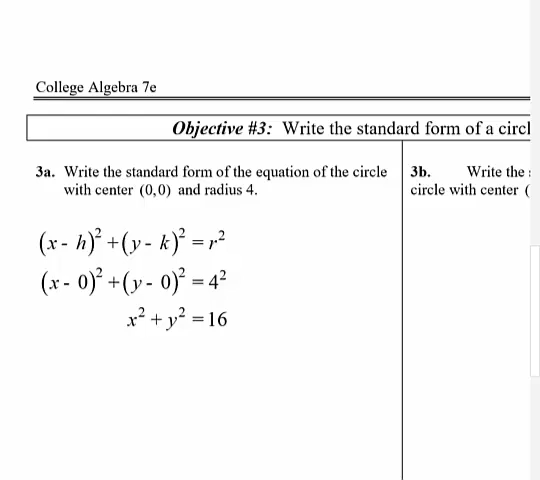 College Algebra 7e
Objective #3: Write the standard form of a circl
3a. Write the standard form of the equation of the circle
with center (0,0) and radius 4.
(x - h)² + (y - k)² = r²
(x - 0)² + (y - 0)² = 4²
x² + y² = 16
3b. Write the
circle with center (